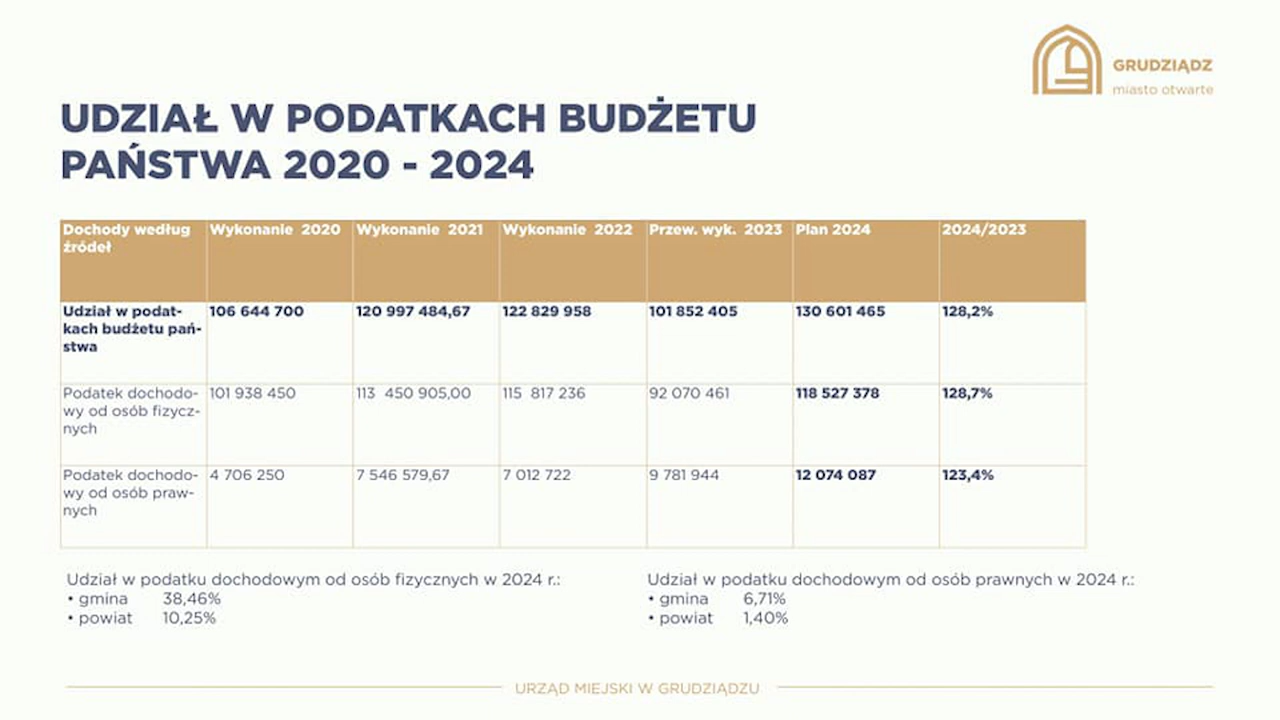 GRUDZIĄDZ
miasto otwarte
UDZIAŁ W PODATKACH BUDŻETU
PAŃSTWA 2020 - 2024
Dochody według źródeł Wykonanie 2020 Wykonanie 2021 Wykonanie 2022 Przew. wyk. 2023 Plan 2024 2024/2023
Udział w podat-
kach budżetu pań-
stwa
106 644 700 120 997 484,67 122 829 958 101 852 405 130 601 465 128,2%
Podatek dochodo-
wy od osób fizycz-
nych
101 938 450 113 450 905,00 115 817 236 92 070 461 118 527 378 128,7%
Podatek dochodo-
wy od osób praw-
nych
4 706 250 7 546 579,67 7 012 722 9 781 944 12 074 087 123,4%
Udział w podatku dochodowym od osób fizycznych w 2024 r.:
• gmina 38,46%
• powiat 10,25%
Udział w podatku dochodowym od osób prawnych w 2024 r.:
• gmina 6,71%
• powiat 1,40%
URZĄD MIEJSKI W GRUDZIĄDZU